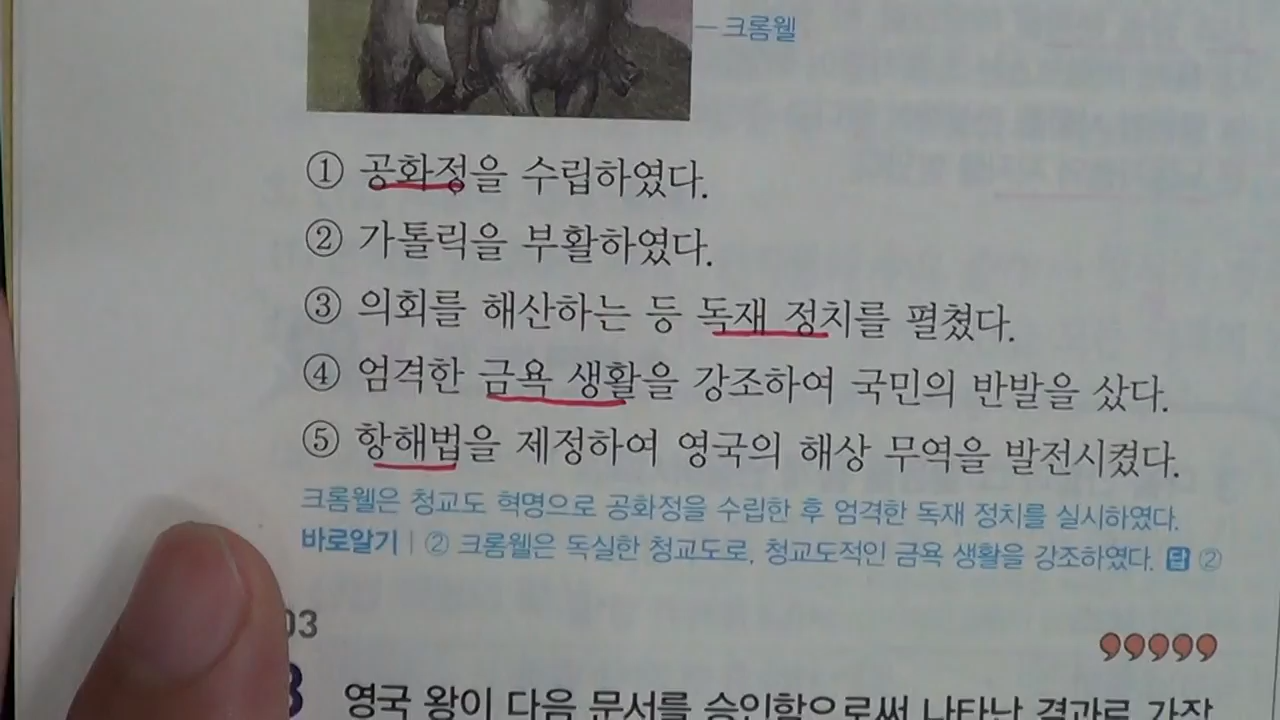 크롬웰
① 공화정을 수립하였다.
② 가톨릭을 부활하였다.
③ 의회를 해산하는 등 독재 정치를 펼쳤다.
④ 엄격한 금욕 생활을 강조하여 국민의 반발을 샀다.
⑤ 항해법을 제정하여 영국의 해상 무역을 발전시켰다.
크롬웰은 청교도 혁명으로 공화정을 수립한 후 엄격한 독재 정치를 실시하였다.
바로알기 | ② 크롬웰은 독실한 청교도로, 청교도적인 금욕 생활을 강조하였다. 답 ②
03
영국 왕이 다음 문서를 승인함으로써 나타난 결과로 가장